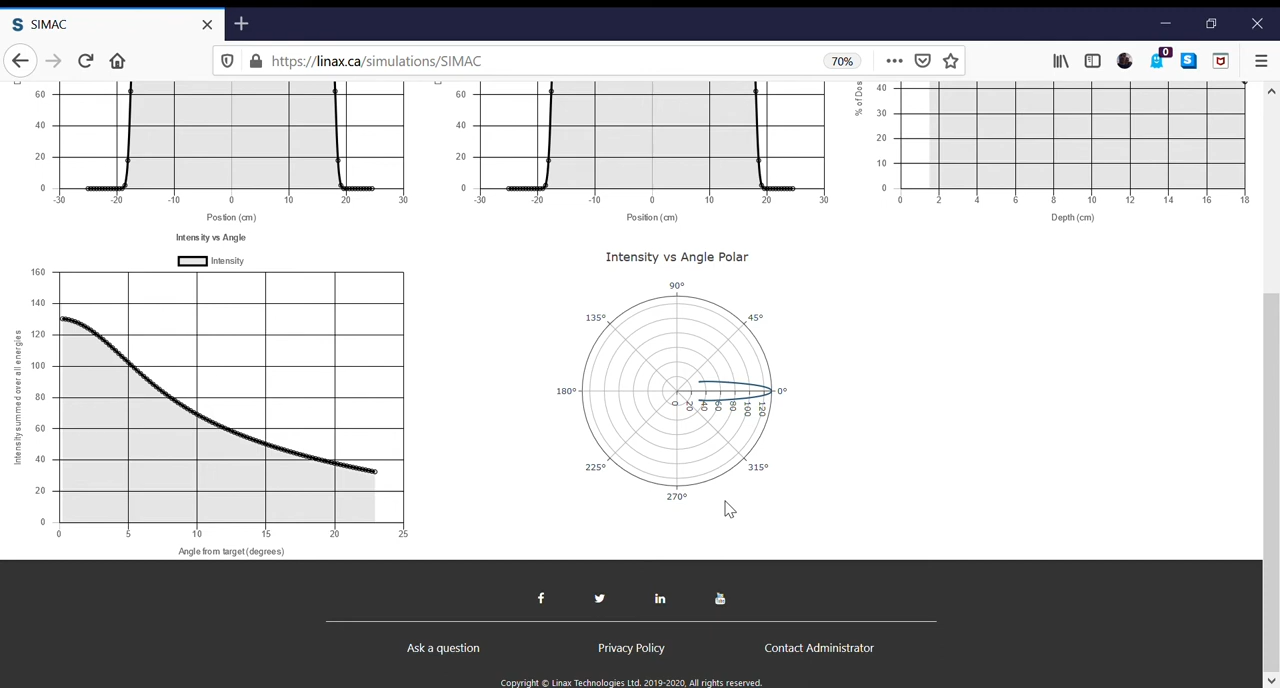 S SIMAC
https://linax.ca/simulations/SIMAC
70%
0
60
40
20
0
-30 -20 -10 0 10 20 30
Postion (cm)
60
40
20
0
-30 -20 -10 0 10 20 30
Position (cm)
% of Dos
40
30
20
10
0
0 2 4 6 8 10 12 14 16 18
Depth (cm)
Intensity vs Angle
Intensity
Intensity summed over all energies
160
140
120
100
80
60
40
20
0
0 5 10 15 20 25
Angle from target (degrees)
Intensity vs Angle Polar
90°
135° 45°
180° 0°
0 20 40 60 80 100 120
225° 315°
270°
Ask a question Privacy Policy Contact Administrator
Copyright © Linax Technologies Ltd. 2019-2020, All rights reserved.